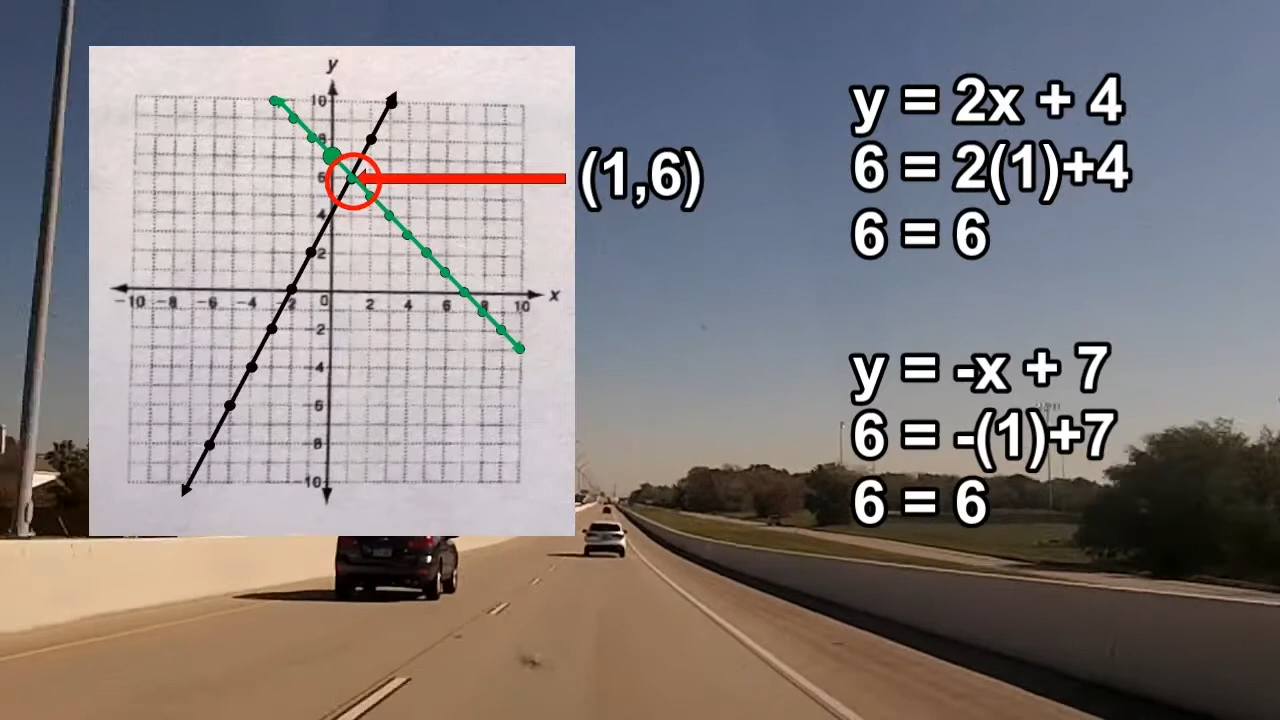 y
10
8
6
4
2
-10 -8 -6 -4 0 2 4 6 8 10 x
-2
4
6
8
10
(1,6)
y = 2x + 4
6 = 2(1)+4
6 = 6
y = -x + 7
6 = -(1)+7
6 = 6